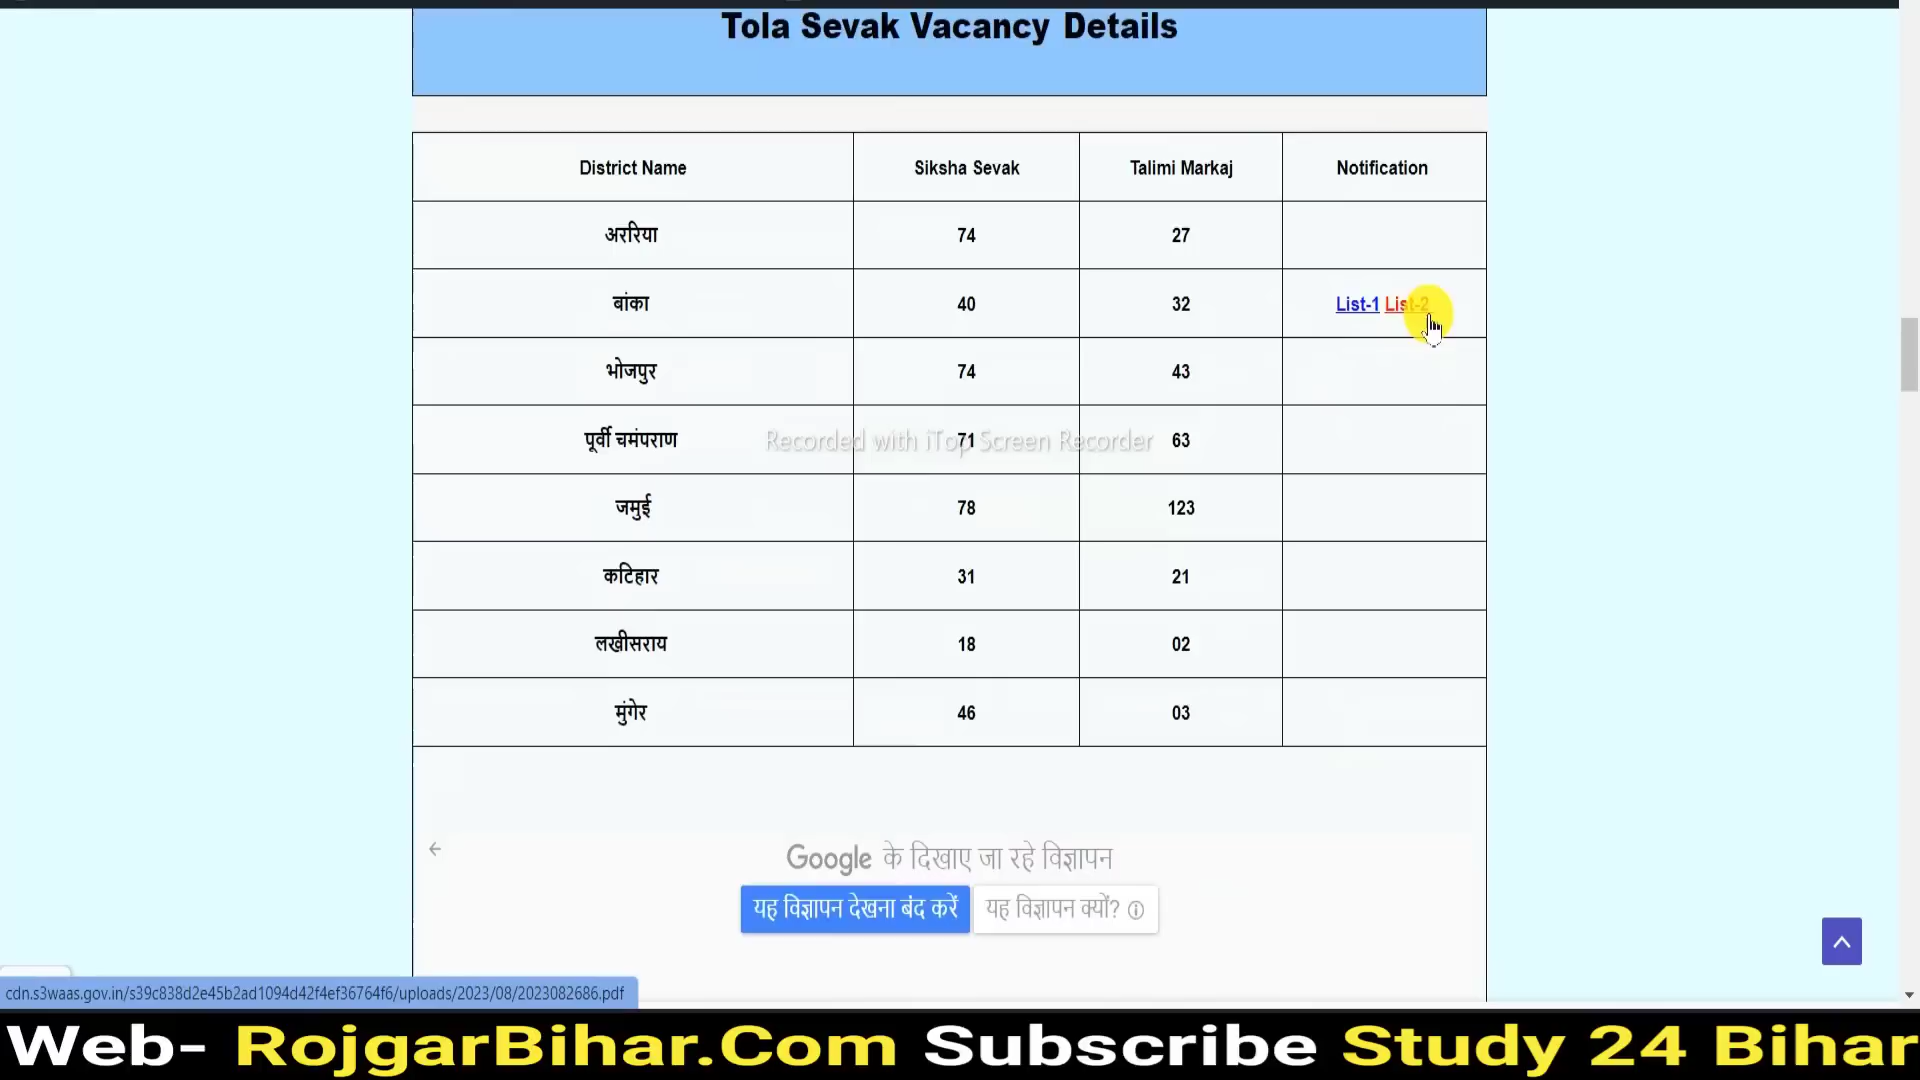 Tola Sevak Vacancy Details
District Name Siksha Sevak Talimi Markaj Notification
अररिया 74 27
बांका 40 32 List-1 List-2
भोजपुर 74 43
पूर्वी चमंपराण 71 63
Recorded with iTop Screen Recorder
जमुई 78 123
कटिहार 31 21
लखीसराय 18 02
मुंगेर 46 03
Google के दिखाए जा रहे विज्ञापन
यह विज्ञापन देखना बंद करें यह विज्ञापन क्यों?
cdn.s3waas.gov.in/s39c838d2e45b2ad1094d42f4ef36764f6/uploads/2023/08/2023082686.pdf
Web- RojgarBihar.Com Subscribe Study 24 Bihar